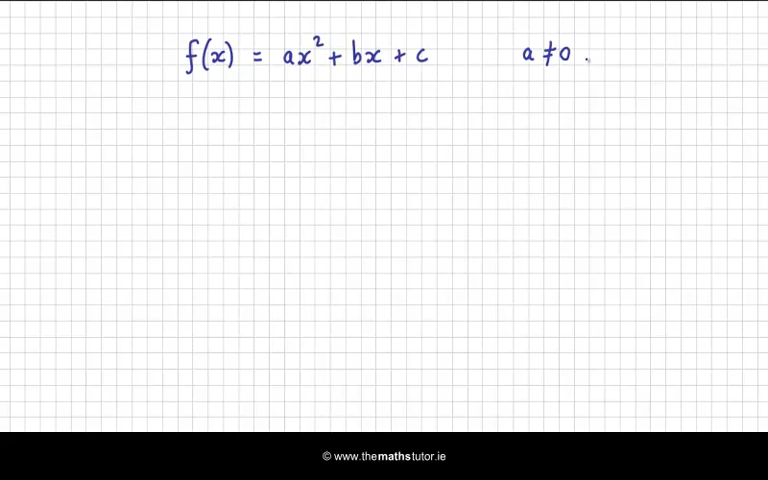 f(x) = ax² + bx + c a ≠ 0 .
© www.themathstutor.ie